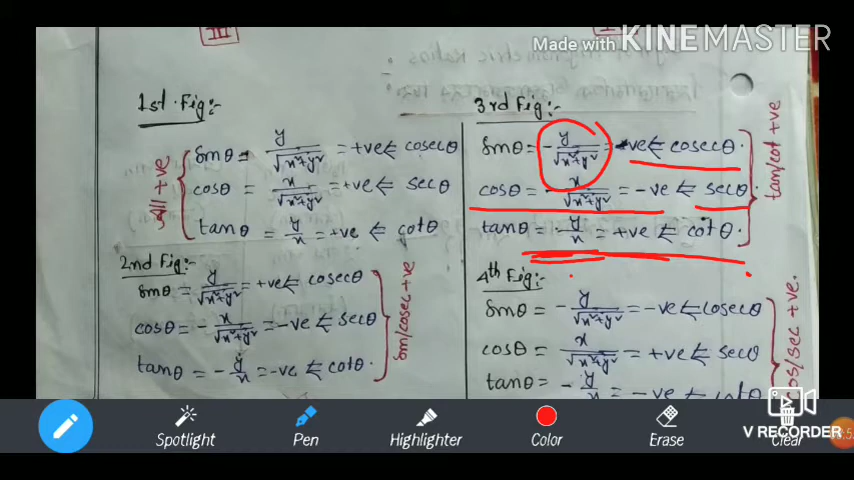 III
Made with KINEMASTER
1st Fig:-
sinθ = y/√x²+y² = +ve ⇐ cosecθ
cosθ = x/√x²+y² = +ve ⇐ secθ
tanθ = y/x = +ve ⇐ cotθ
all +ve
2nd Fig:-
sinθ = y/√x²+y² = +ve ⇐ cosecθ
cosθ = - x/√x²+y² = -ve ⇐ secθ
tanθ = - y/x = -ve ⇐ cotθ.
sin/cosec +ve
3rd Fig:-
sinθ = - y/√x²+y² = -ve ⇐ cosecθ.
cosθ = - x/√x²+y² = -ve ⇐ secθ.
tanθ = -y/-x = +ve ⇐ cotθ.
tan/cot +ve
4th Fig:-
sinθ = - y/√x²+y² = -ve ⇐ cosecθ
cosθ = x/√x²+y² = +ve ⇐ secθ
tanθ = - y/x = -ve ⇐ cotθ
cos/sec +ve.
Spotlight
Pen
Highlighter
Color
Erase
Clear
V RECORDER